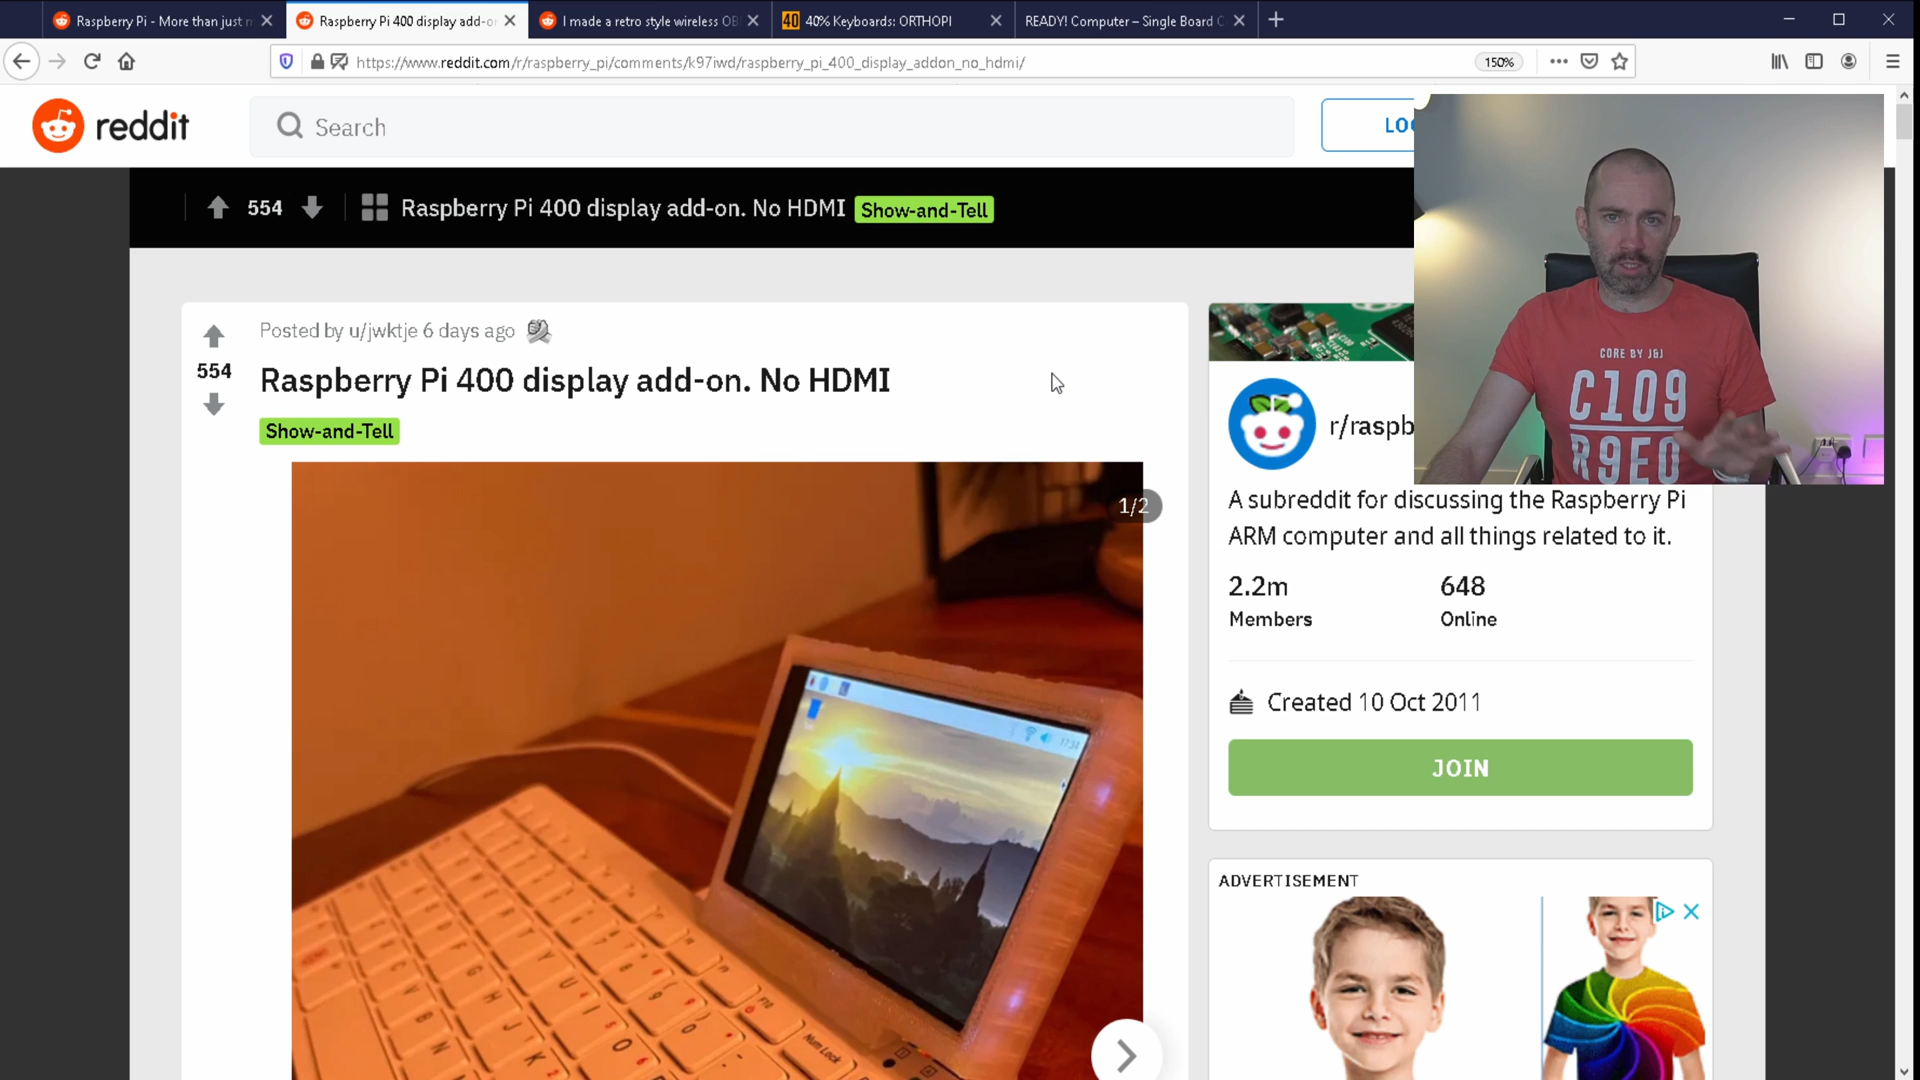 Raspberry Pi - More than just m
Raspberry Pi 400 display add-o
I made a retro style wireless OB
40
40% Keyboards: ORTHOPI
READY! Computer – Single Board C
https://www.reddit.com/r/raspberry_pi/comments/k97iwd/raspberry_pi_400_display_addon_no_hdmi/
150%
reddit
Search
LOG
554
Raspberry Pi 400 display add-on. No HDMI
Show-and-Tell
Posted by u/jwktje 6 days ago
554
Raspberry Pi 400 display add-on. No HDMI
Show-and-Tell
1/2
CORE BY J&J
C109
R9E0
r/raspb
A subreddit for discussing the Raspberry Pi
ARM computer and all things related to it.
2.2m
648
Members
Online
Created 10 Oct 2011
JOIN
ADVERTISEMENT
Num Lock
F10